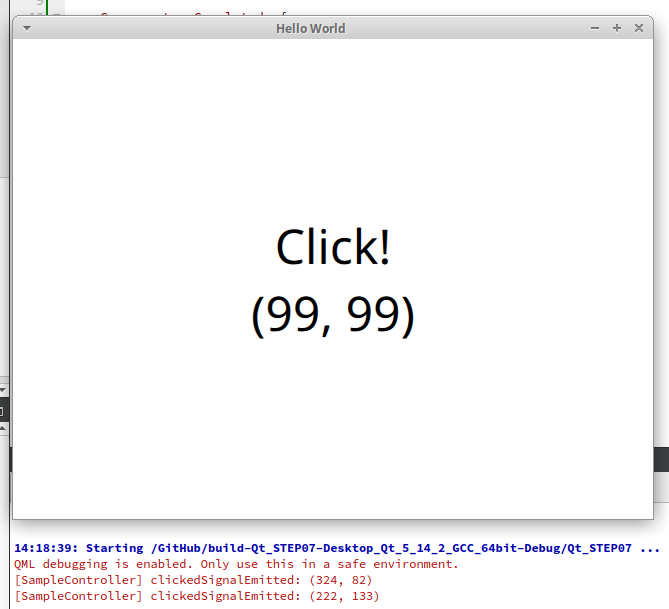 Hello World
Click!
(99, 99)
14:18:39: Starting /GitHub/build-Qt_STEP07-Desktop_Qt_5_14_2_GCC_64bit-Debug/Qt_STEP07 ...
QML debugging is enabled. Only use this in a safe environment.
[SampleController] clickedSignalEmitted: (324, 82)
[SampleController] clickedSignalEmitted: (222, 133)